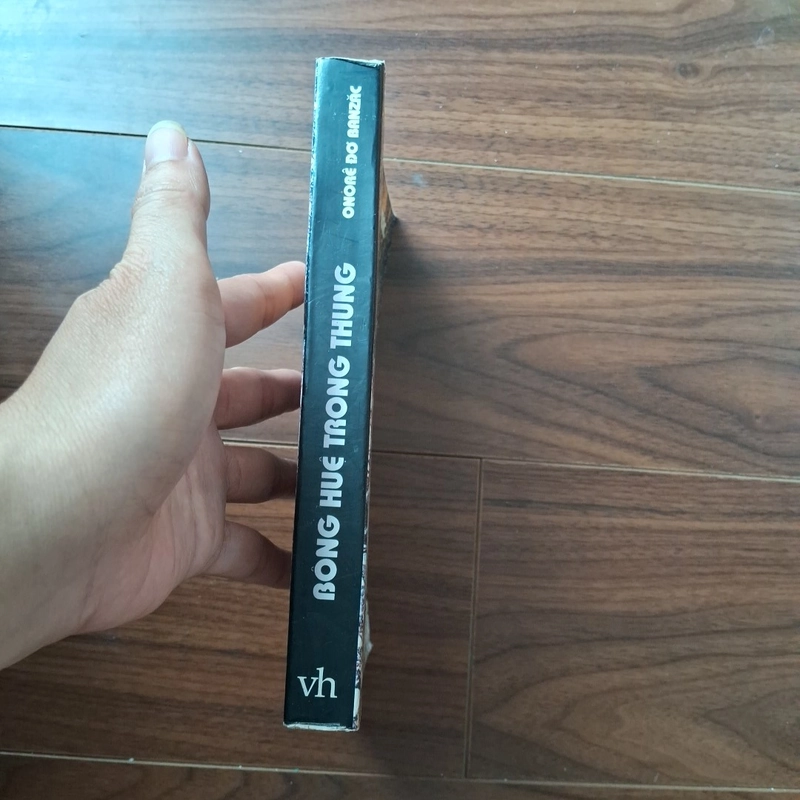 ONORÊ ĐƠ BANZĂC
BÔNG HUỆ TRONG THUNG
vh